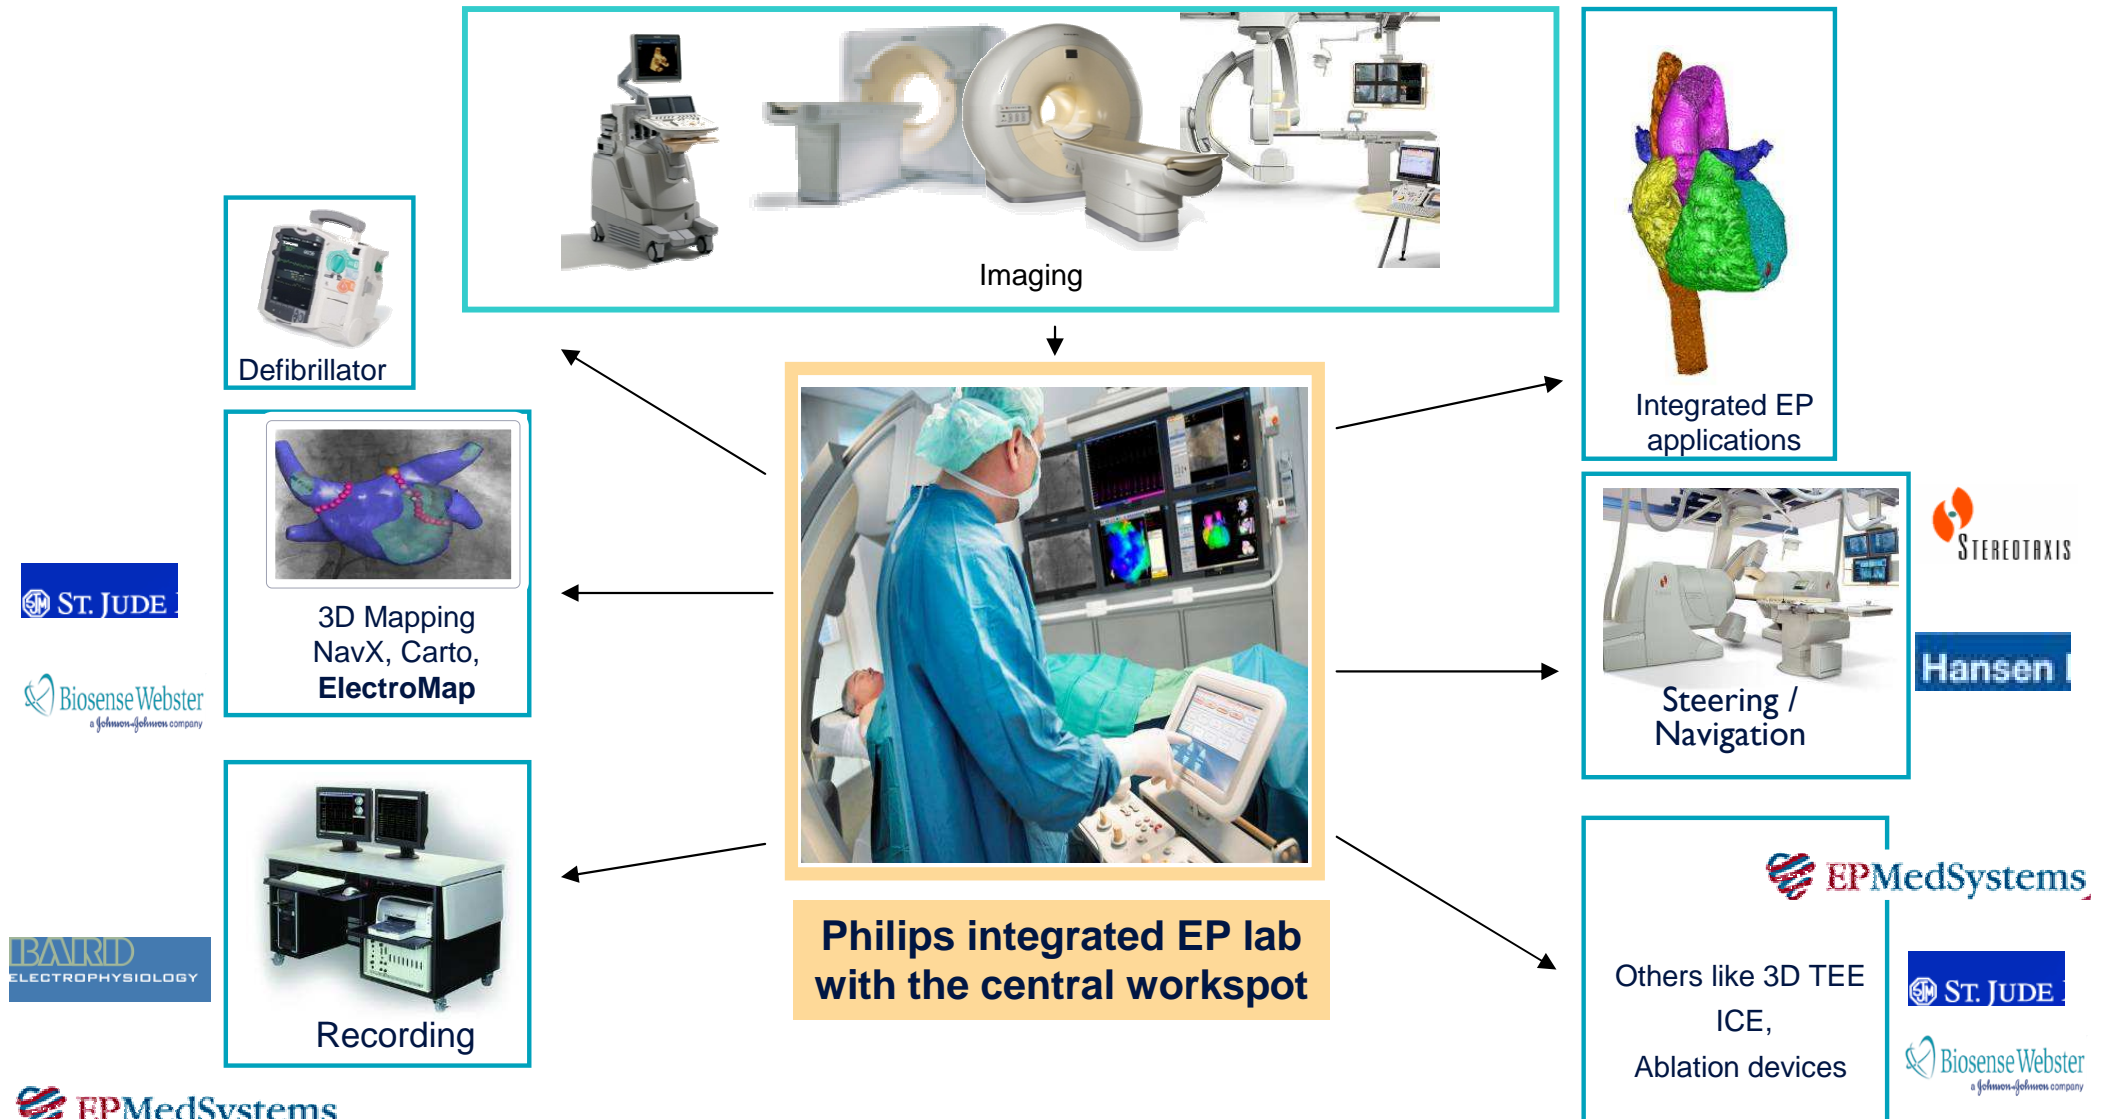 Imaging
Defibrillator
Integrated EP
applications
3D Mapping
NavX, Carto,
ElectroMap
ST. JUDE
Biosense Webster
a Johnson-Johnson company
STEREOTAXIS
Hansen
Steering /
Navigation
BARD
ELECTROPHYSIOLOGY
Recording
Philips integrated EP lab
with the central workspot
EPMedSystems
Others like 3D TEE
ICE,
Ablation devices
ST. JUDE
Biosense Webster
a Johnson-Johnson company
EPMedSystems